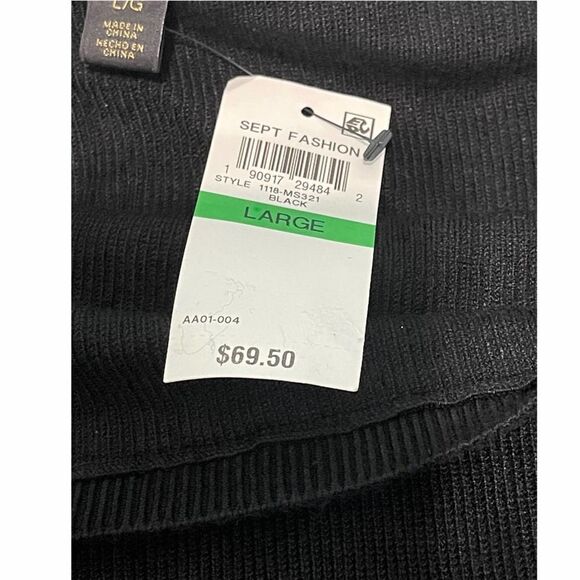 L/G
MADE IN
CHINA
HECHO EN
CHINA
SEPT FASHION
1 90917 29484 2
STYLE 1118-MS321
BLACK
LARGE
AA01-004
$69.50